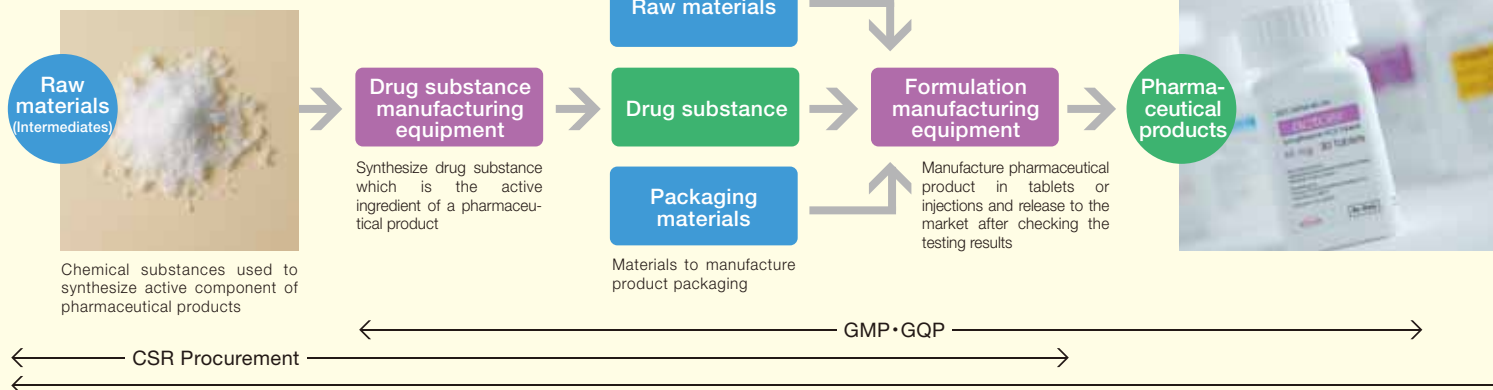 Raw materials
Raw
materials
(Intermediates)
Drug substance
manufacturing
equipment
Drug substance
Formulation
manufacturing
equipment
Pharma-
ceutical
products
Synthesize drug substance
which is the active
ingredient of a pharmaceu-
tical product
Packaging
materials
Manufacture pharmaceutical
product in tablets or
injections and release to the
market after checking the
testing results
Chemical substances used to
synthesize active component of
pharmaceutical products
Materials to manufacture
product packaging
GMP•GQP
CSR Procurement